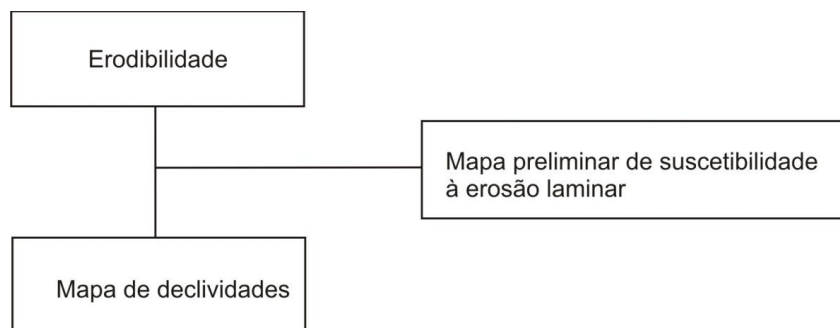 Erodibilidade
Mapa preliminar de suscetibilidade
à erosão laminar
Mapa de declividades